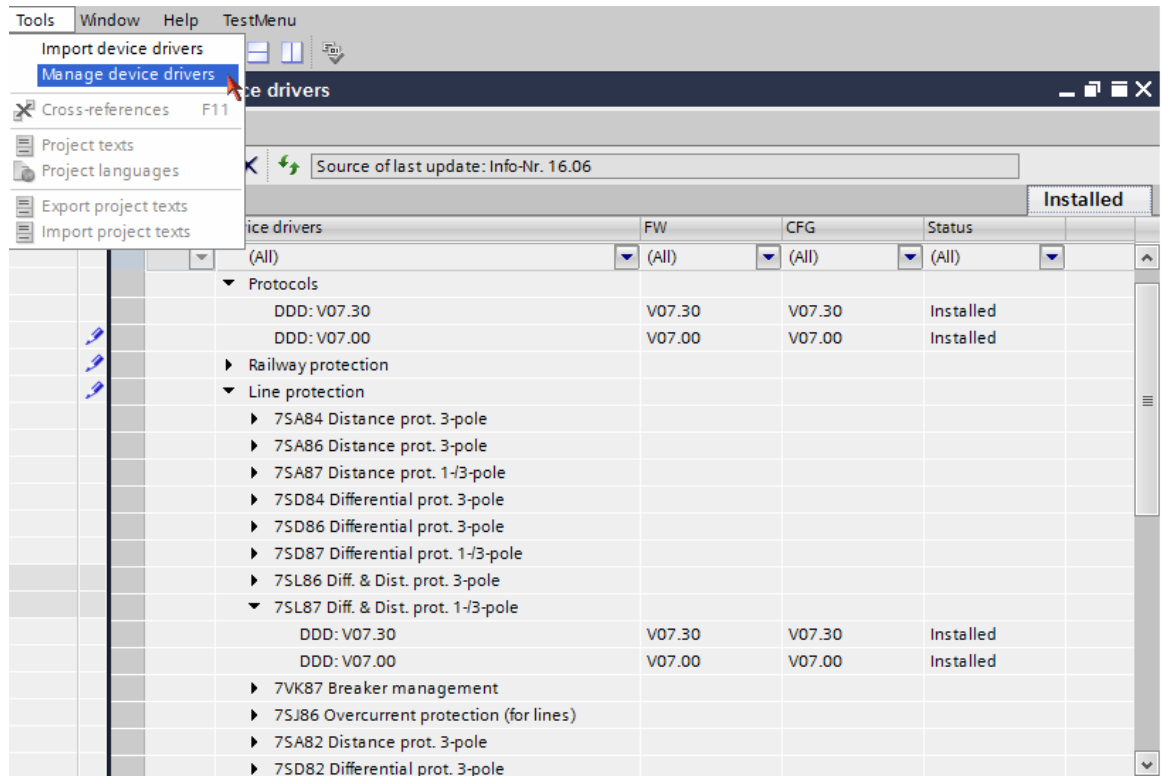 Tools Window Help TestMenu
Import device drivers
Manage device drivers
ce drivers
Cross-references F11
Project texts
Source of last update: Info-Nr. 16.06
Project languages
Installed
Export project texts
Import project texts
ice drivers FW CFG Status
(All) (All) (All) (All)
Protocols
DDD: V07.30 V07.30 V07.30 Installed
DDD: V07.00 V07.00 V07.00 Installed
Railway protection
Line protection
7SA84 Distance prot. 3-pole
7SA86 Distance prot. 3-pole
7SA87 Distance prot. 1-/3-pole
7SD84 Differential prot. 3-pole
7SD86 Differential prot. 3-pole
7SD87 Differential prot. 1-/3-pole
7SL86 Diff. & Dist. prot. 3-pole
7SL87 Diff. & Dist. prot. 1-/3-pole
DDD: V07.30 V07.30 V07.30 Installed
DDD: V07.00 V07.00 V07.00 Installed
7VK87 Breaker management
7SJ86 Overcurrent protection (for lines)
7SA82 Distance prot. 3-pole
7SD82 Differential prot. 3-pole